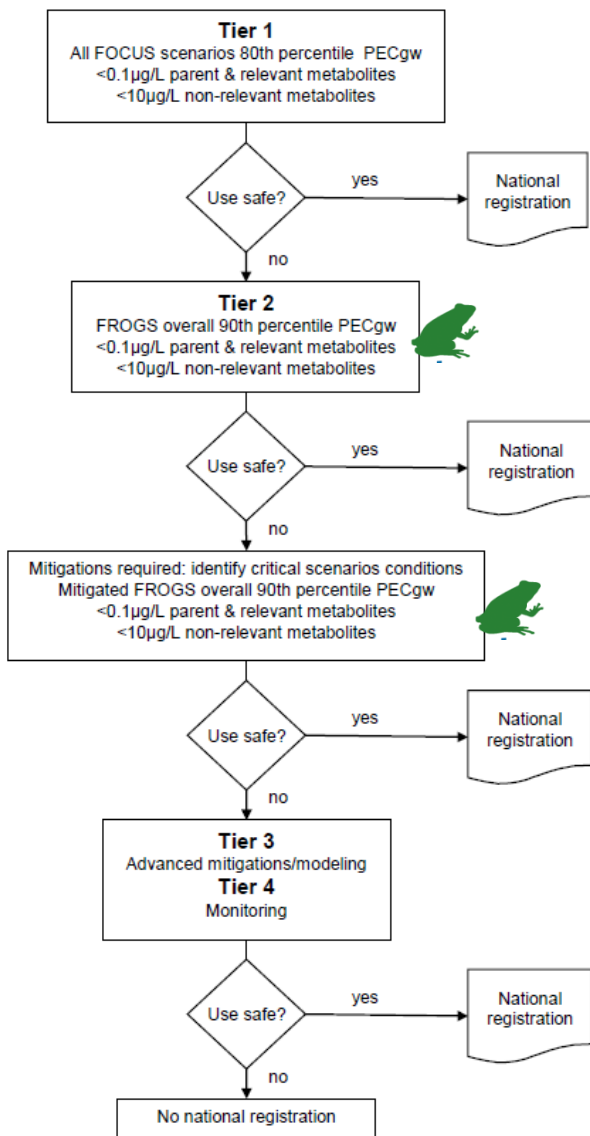 Tier 1
All FOCUS scenarios 80th percentile PECgw
<0.1µg/L parent & relevant metabolites
<10µg/L non-relevant metabolites
Use safe?
yes
National
registration
no
Tier 2
FROGS overall 90th percentile PECgw
<0.1µg/L parent & relevant metabolites
<10µg/L non-relevant metabolites
Use safe?
yes
National
registration
no
Mitigations required: identify critical scenarios conditions
Mitigated FROGS overall 90th percentile PECgw
<0.1µg/L parent & relevant metabolites
<10µg/L non-relevant metabolites
Use safe?
yes
National
registration
no
Tier 3
Advanced mitigations/modeling
Tier 4
Monitoring
Use safe?
yes
National
registration
no
No national registration